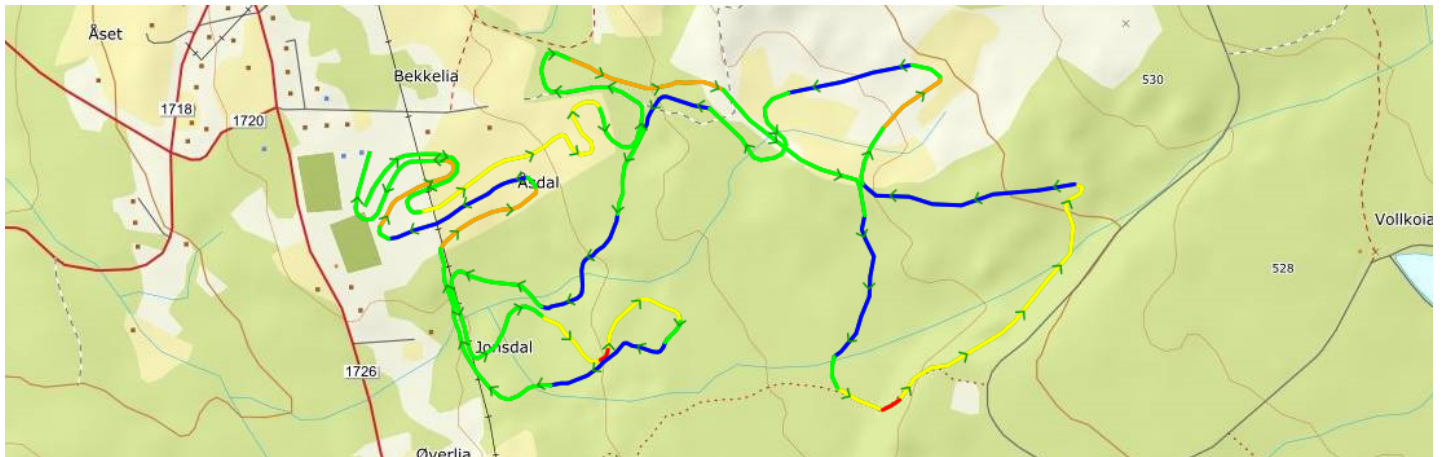 Åset
Bekkelia
530
1718
1720
Åsdal
Vollkoia
528
Jonsdal
1726
Øverlia